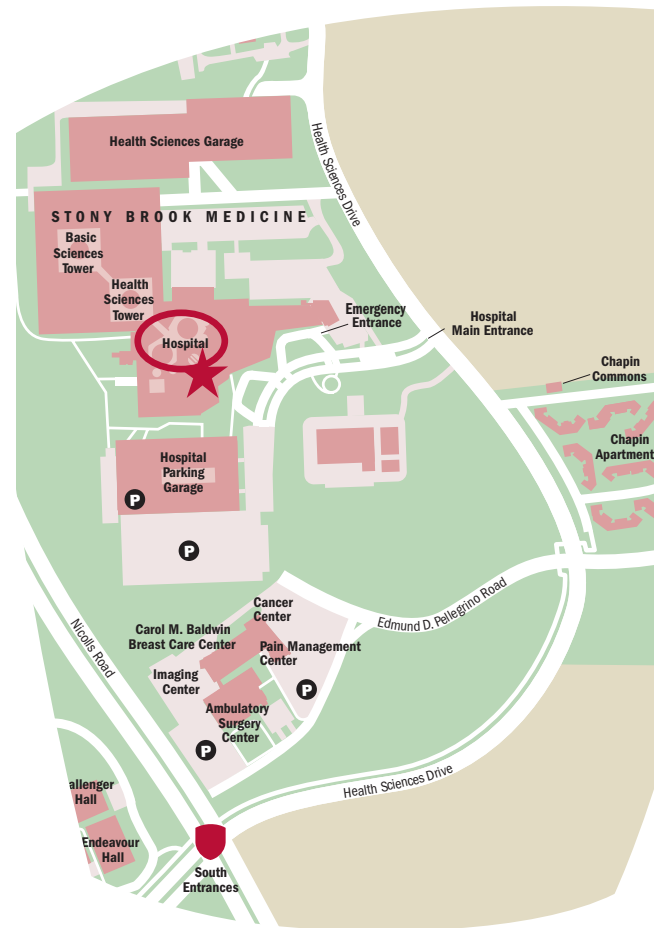 Health Sciences Garage
Health Sciences Drive
STONY BROOK MEDICINE
Basic
Sciences
Tower
Health
Sciences
Tower
Emergency
Entrance
Hospital
Main Entrance
Hospital
Chapin
Commons
Chapin
Apartment
Hospital
Parking
Garage
P
P
Cancer
Center
Edmund D. Pellegrino Road
Carol M. Baldwin
Breast Care Center
Nicolls Road
Pain Management
Center
Imaging
Center
P
Ambulatory
Surgery
Center
P
Health Sciences Drive
allenger
Hall
Endeavour
Hall
South
Entrances